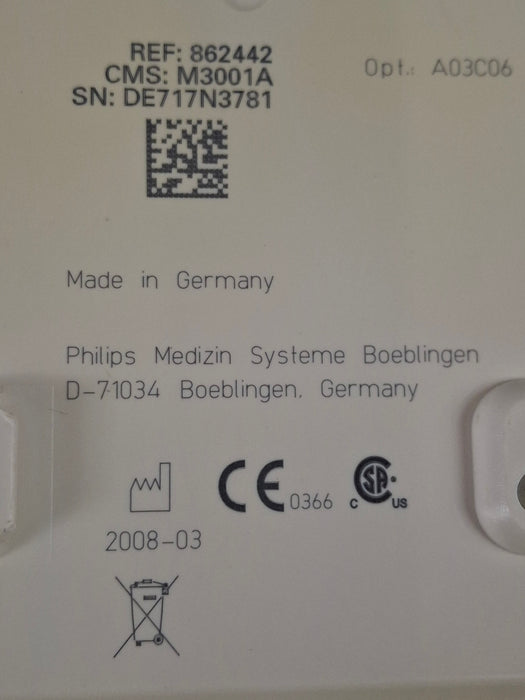 REF: 862442
CMS: M3001A
SN: DE717N3781
Opt.: A03C06
Made in Germany
Philips Medizin Systeme Boeblingen
D-71034 Boeblingen, Germany
CE 0366
C SA US
2008-03